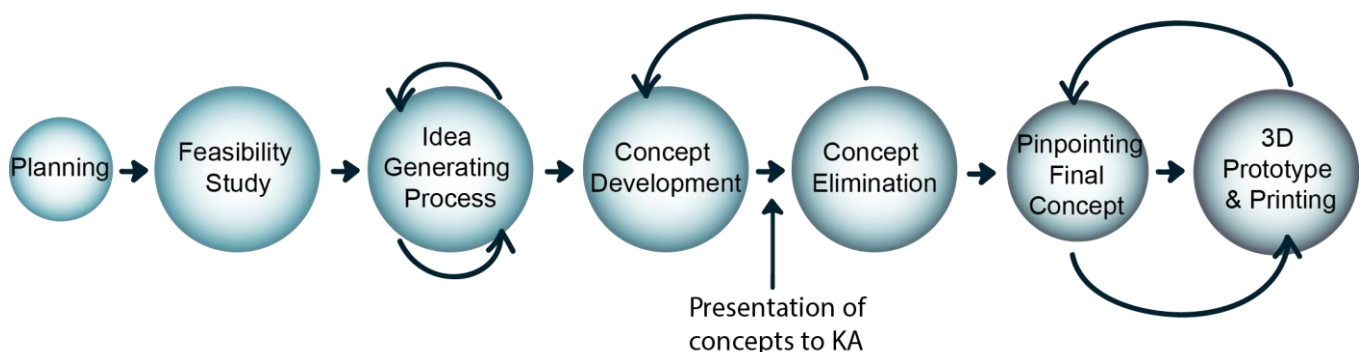 Planning
Feasibility
Study
Idea
Generating
Process
Concept
Development
Concept
Elimination
Pinpointing
Final
Concept
3D
Prototype
& Printing
Presentation of
concepts to KA